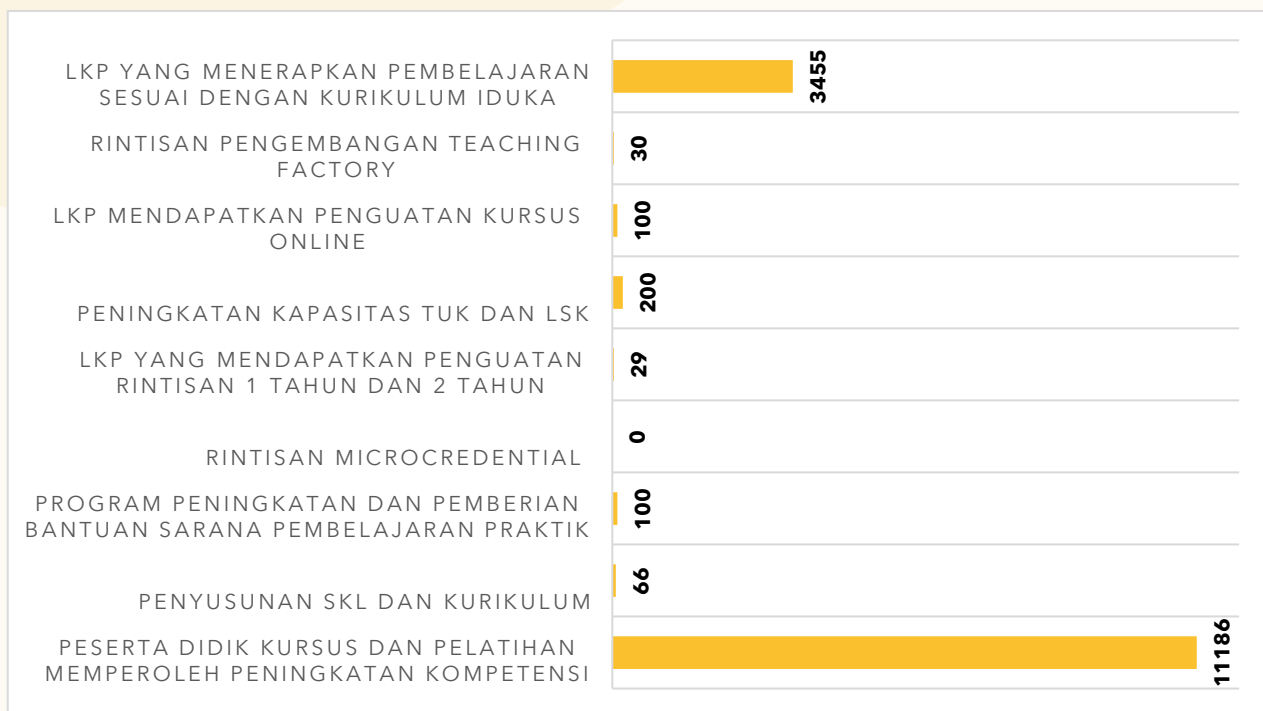 LKP YANG MENERAPKAN PEMBELAJARAN
SESUAI DENGAN KURIKULUM IDUKA
3455
RINTISAN PENGEMBANGAN TEACHING
FACTORY
30
LKP MENDAPATKAN PENGUATAN KURSUS
ONLINE
100
PENINGKATAN KAPASITAS TUK DAN LSK
200
LKP YANG MENDAPATKAN PENGUATAN
RINTISAN 1 TAHUN DAN 2 TAHUN
29
RINTISAN MICROCREDENTIAL
0
PROGRAM PENINGKATAN DAN PEMBERIAN
BANTUAN SARANA PEMBELAJARAN PRAKTIK
100
PENYUSUNAN SKL DAN KURIKULUM
66
PESERTA DIDIK KURSUS DAN PELATIHAN
MEMPEROLEH PENINGKATAN KOMPETENSI
11186